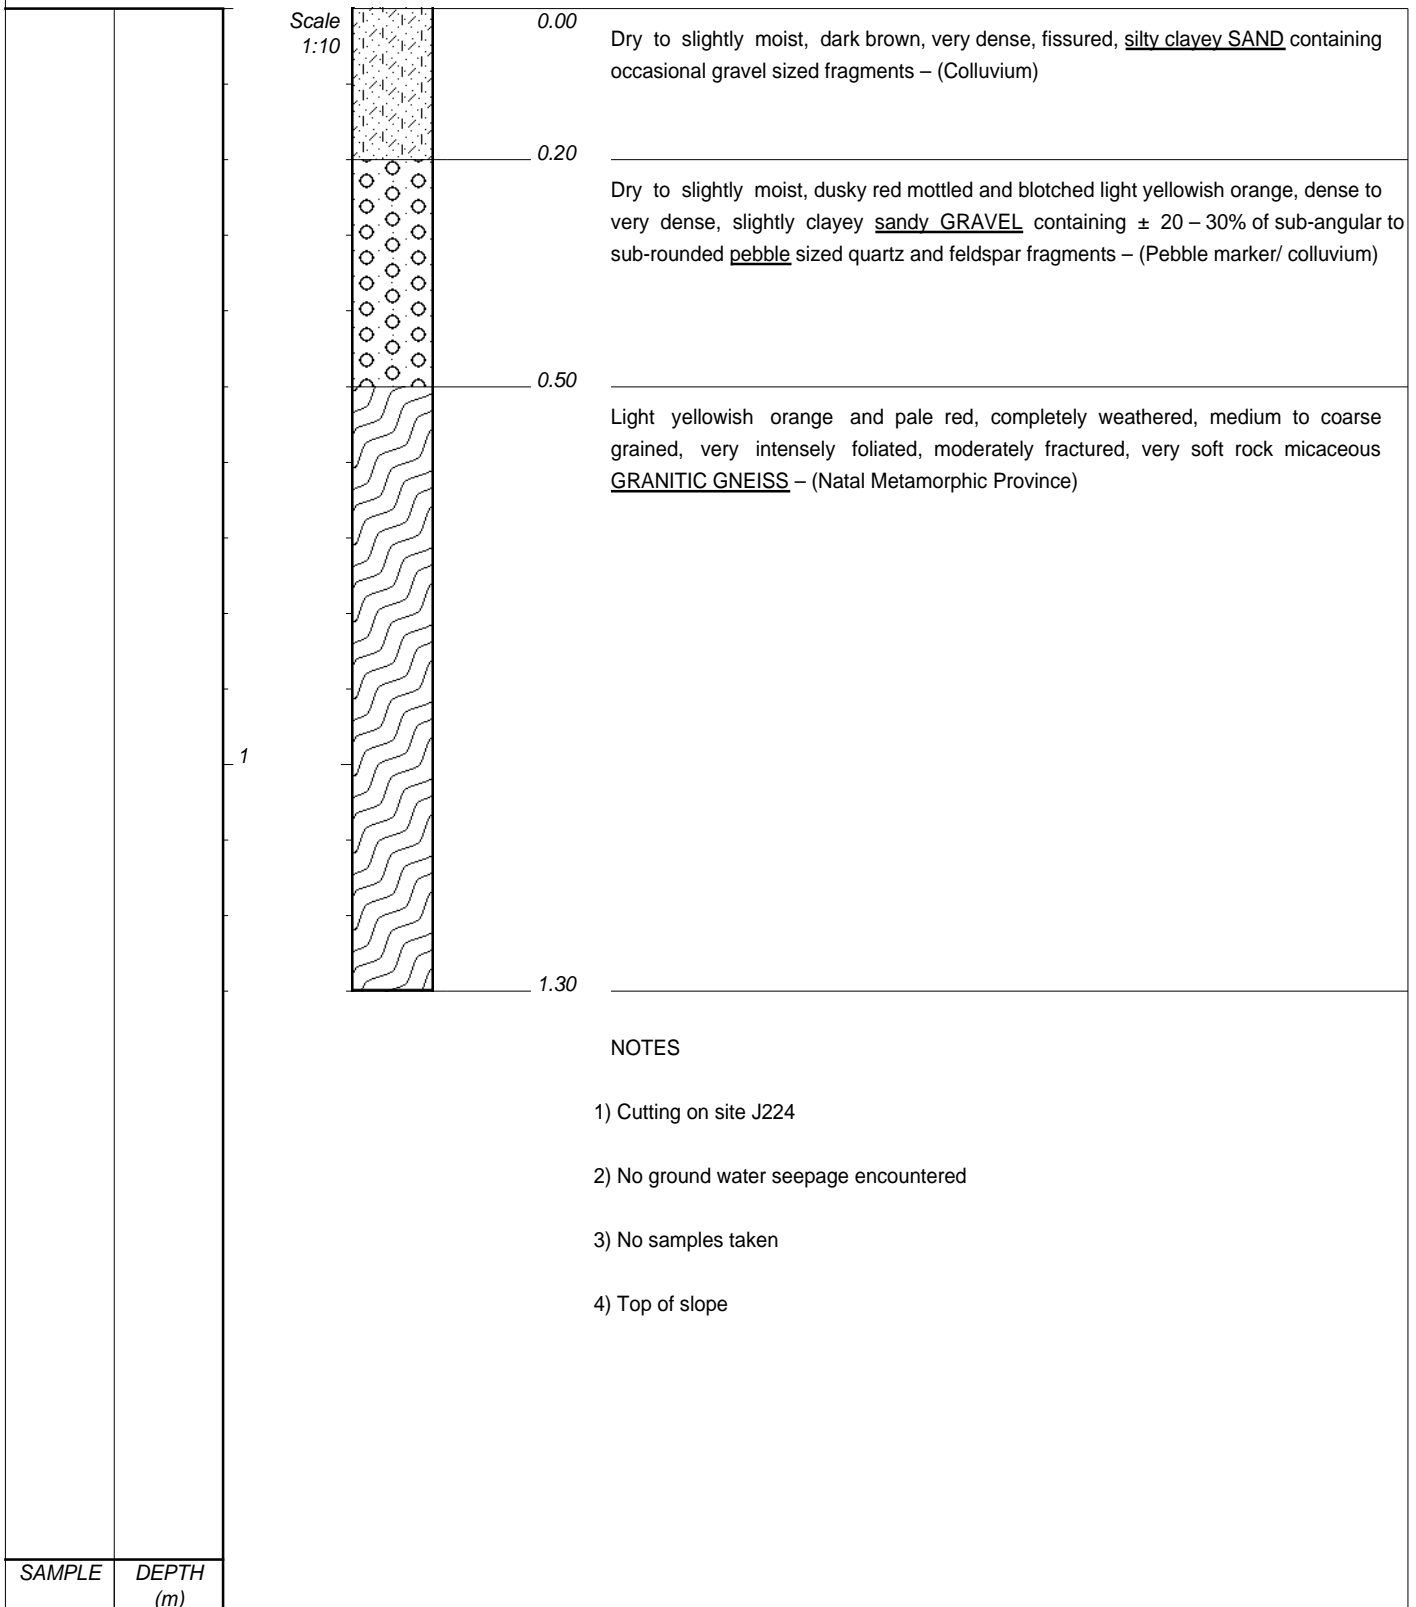 Scale
1:10
0.00
Dry to slightly moist, dark brown, very dense, fissured, silty clayey SAND containing
occasional gravel sized fragments – (Colluvium)
0.20
Dry to slightly moist, dusky red mottled and blotched light yellowish orange, dense to
very dense, slightly clayey sandy GRAVEL containing ± 20 – 30% of sub-angular to
sub-rounded pebble sized quartz and feldspar fragments – (Pebble marker/ colluvium)
0.50
Light yellowish orange and pale red, completely weathered, medium to coarse
grained, very intensely foliated, moderately fractured, very soft rock micaceous
GRANITIC GNEISS – (Natal Metamorphic Province)
1
1.30
NOTES
1) Cutting on site J224
2) No ground water seepage encountered
3) No samples taken
4) Top of slope
SAMPLE DEPTH
(m)